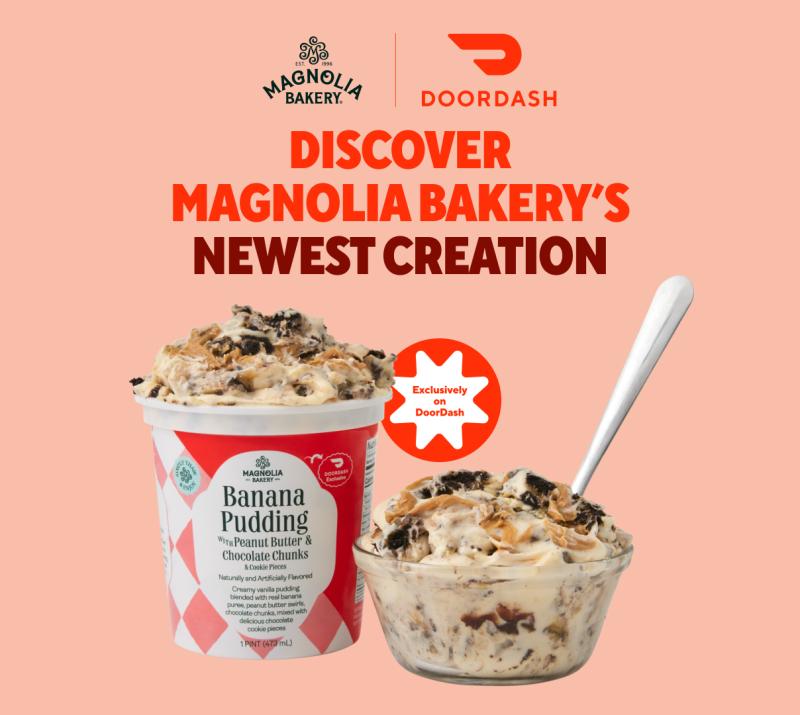 EST. 1996
MAGNOLIA
BAKERY®
DOORDASH
DISCOVER
MAGNOLIA BAKERY'S
NEWEST CREATION
Exclusively
on
DoorDash
MAGNOLIA
BAKERY
DOORDASH
Exclusive
Banana
Pudding
WITH Peanut Butter &
Chocolate Chunks
& Cookie Pieces
Naturally and Artificially Flavored
Creamy vanilla pudding
blended with real banana
puree, peanut butter swirls,
chocolate chunks, mixed with
delicious chocolate
cookie pieces
1 PINT (473 mL)